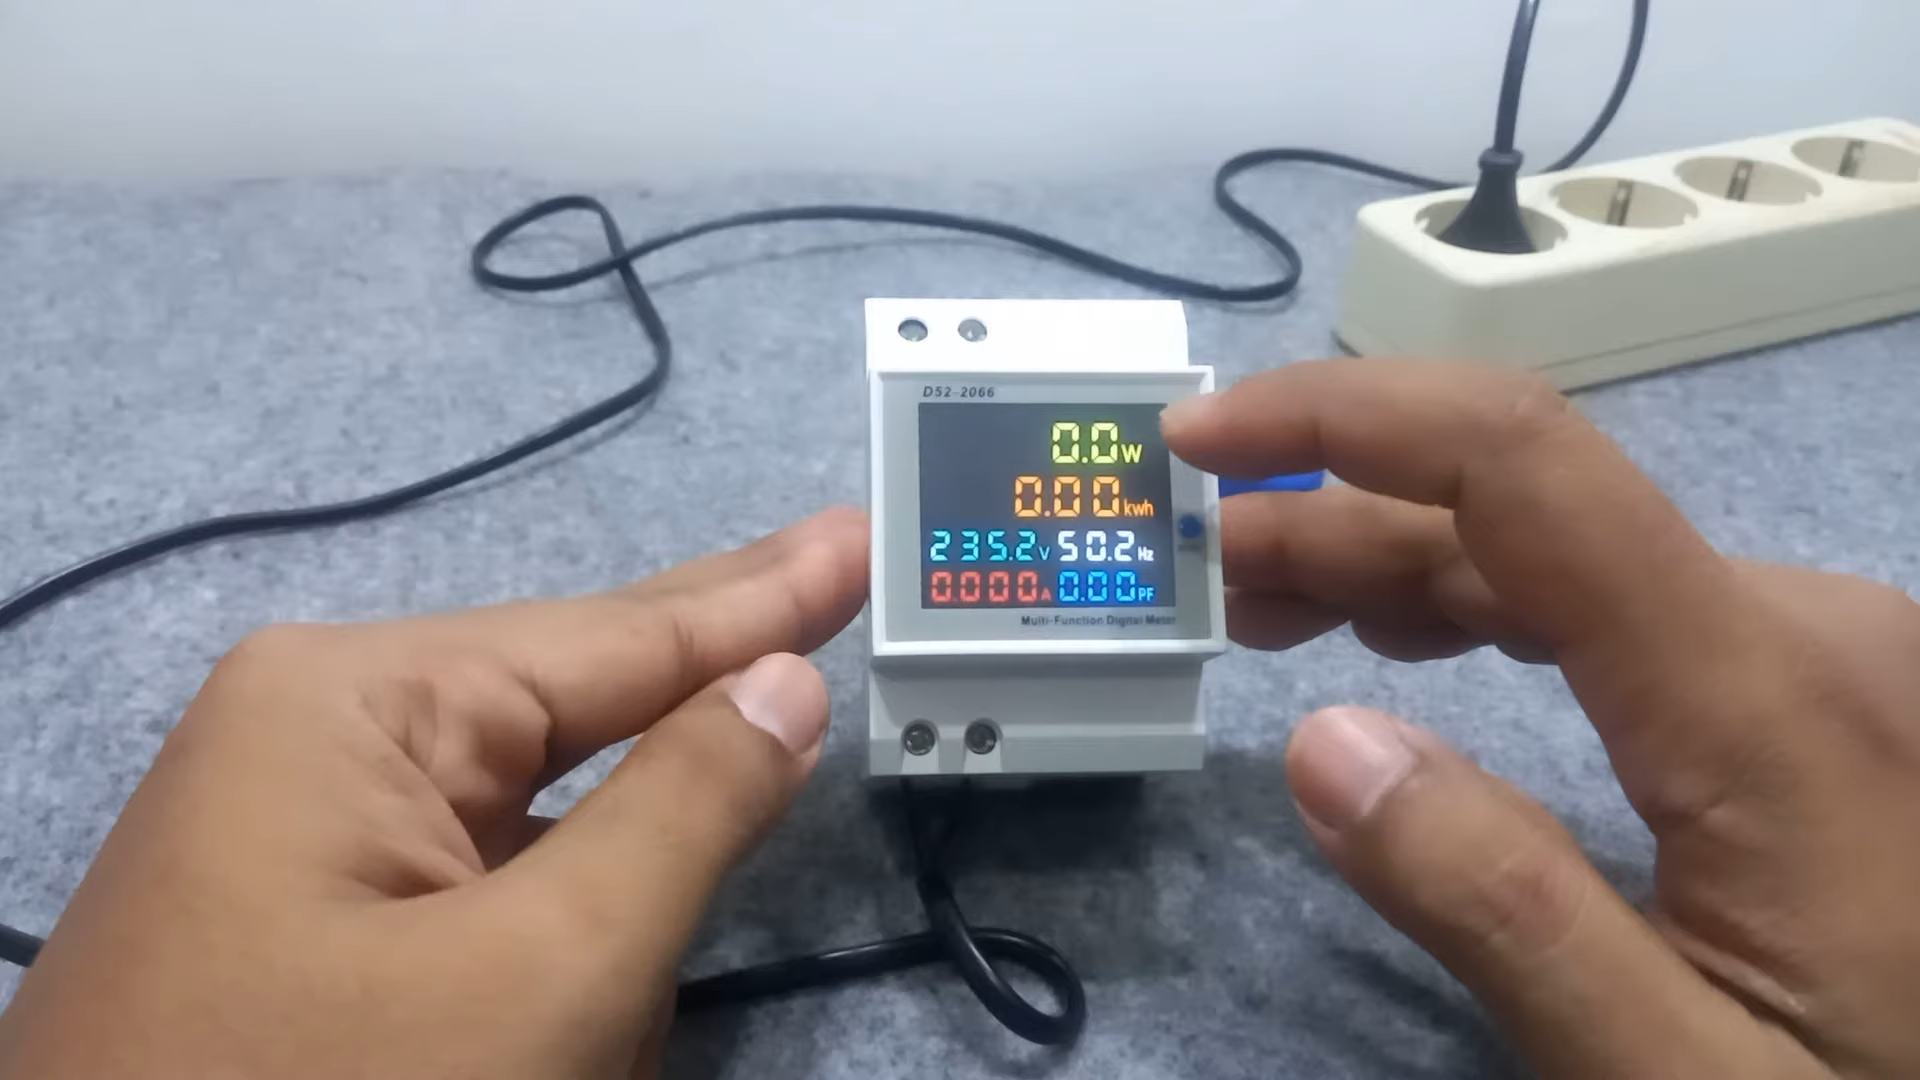 D52-2066
0.0W
0.00kwh
235.2V 50.2Hz
0.000A 0.00PF
Multi-Function Digital Meter